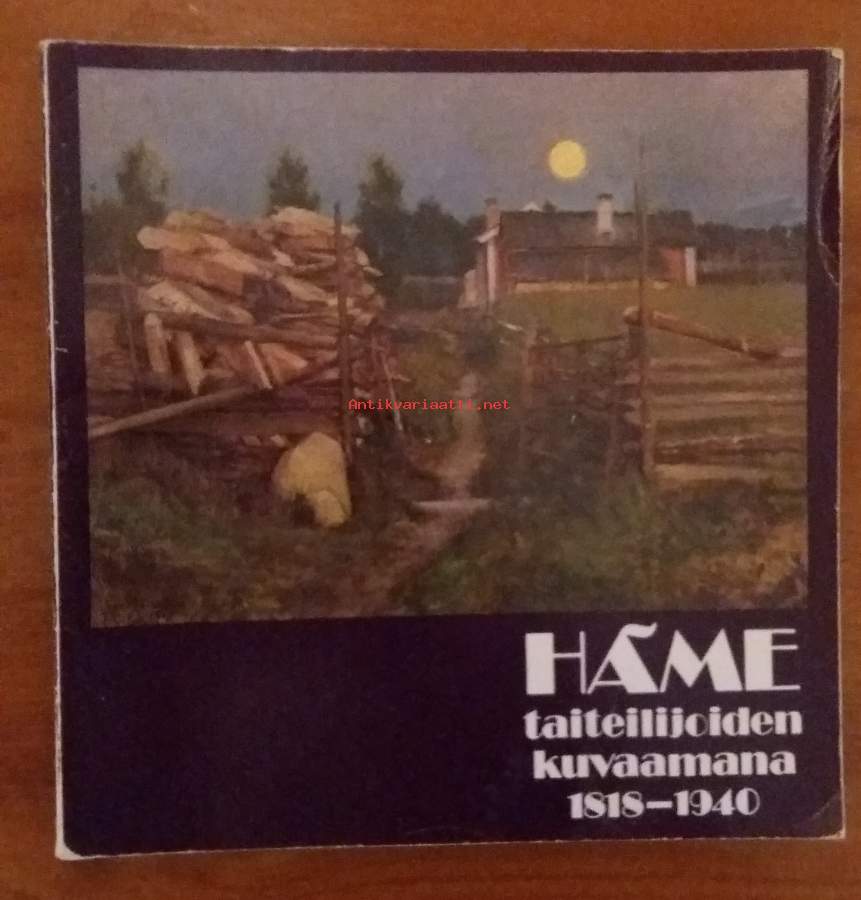 Antikvariaatti.net
HÄME
taiteilijoiden
kuvaamana
1818–1940